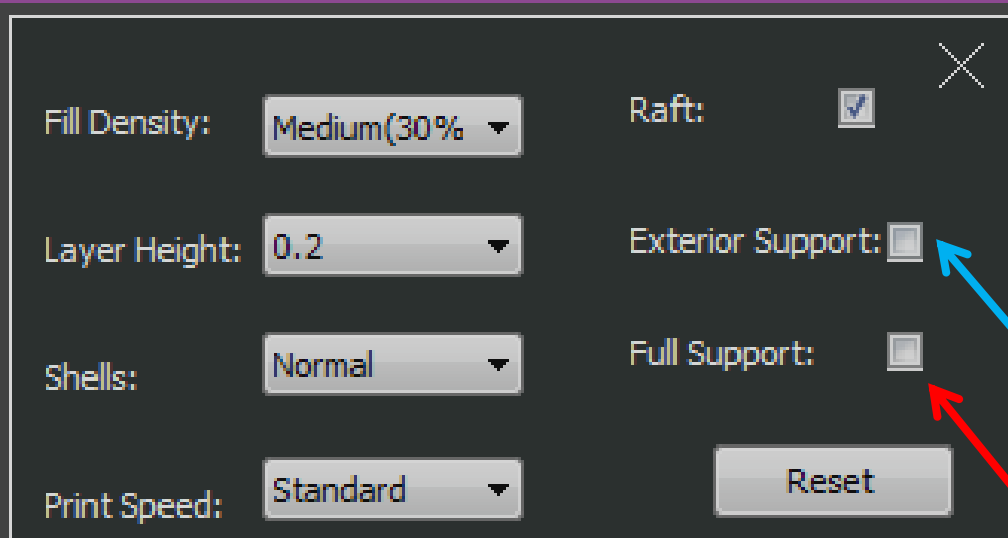 Fill Density: Medium(30%
Layer Height: 0.2
Shells: Normal
Print Speed: Standard
Raft:
Exterior Support:
Full Support:
Reset